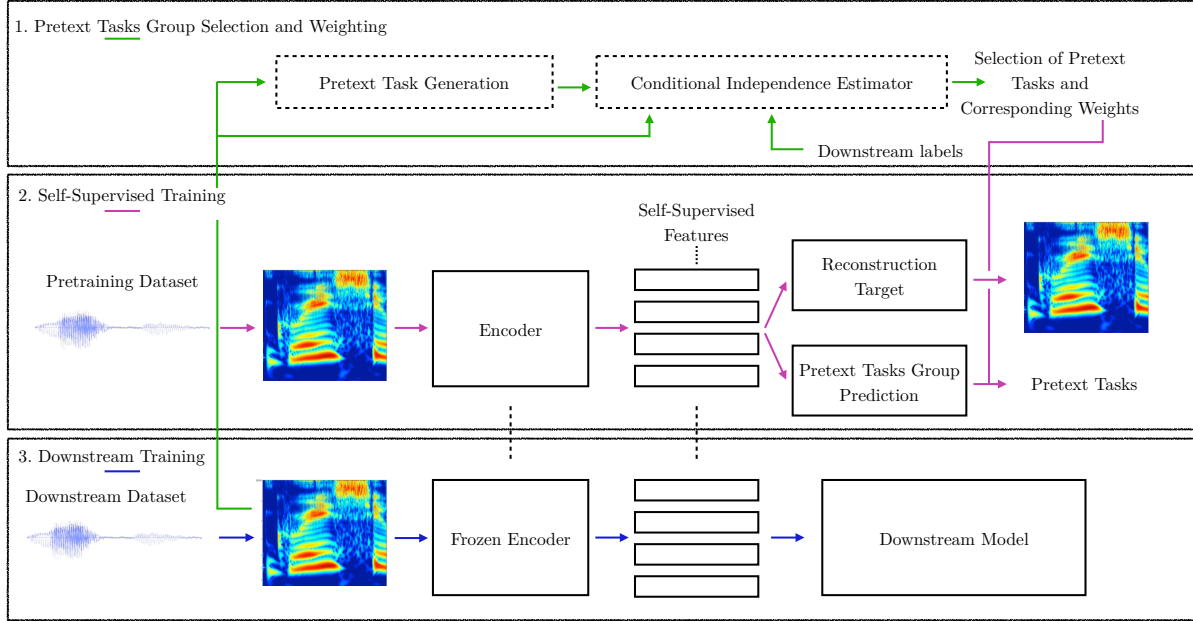 1. Pretext Tasks Group Selection and Weighting
Pretext Task Generation
Conditional Independence Estimator
Selection of Pretext
Tasks and
Corresponding Weights
Downstream labels
2. Self-Supervised Training
Self-Supervised
Features
Pretraining Dataset
Encoder
Reconstruction
Target
Pretext Tasks Group
Prediction
Pretext Tasks
3. Downstream Training
Downstream Dataset
Frozen Encoder
Downstream Model